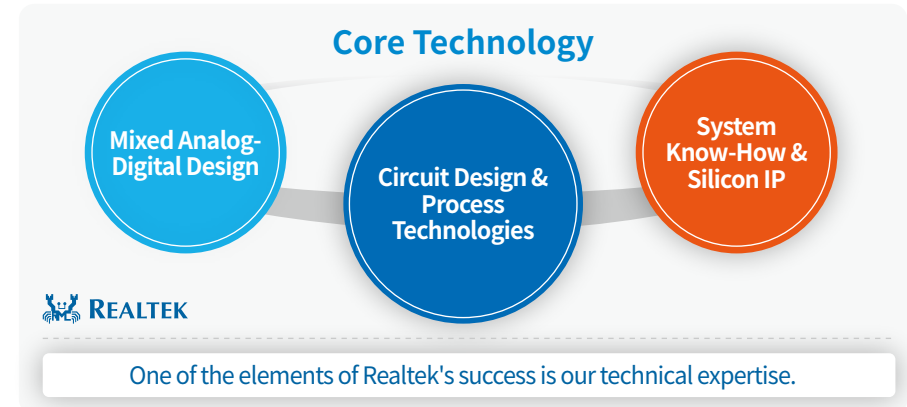 Core Technology
Mixed Analog-
Digital Design
Circuit Design &
Process
Technologies
System
Know-How &
Silicon IP
REALTEK
One of the elements of Realtek's success is our technical expertise.